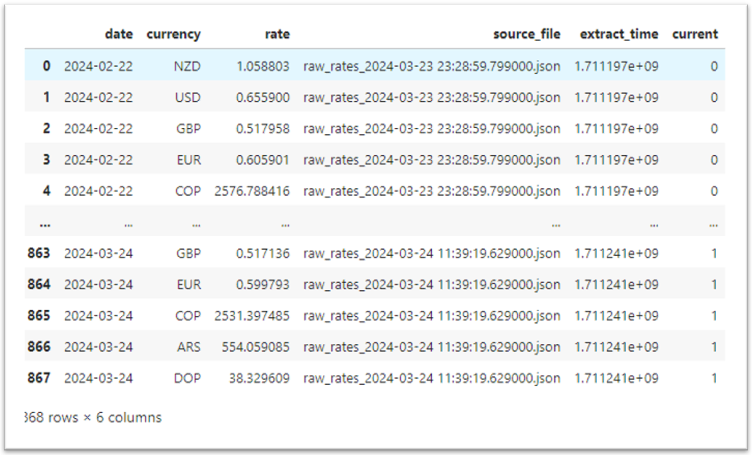 date currency rate source_file extract_time current
0 2024-02-22 NZD 1.058803 raw_rates_2024-03-23 23:28:59.799000.json 1.711197e+09 0
1 2024-02-22 USD 0.655900 raw_rates_2024-03-23 23:28:59.799000.json 1.711197e+09 0
2 2024-02-22 GBP 0.517958 raw_rates_2024-03-23 23:28:59.799000.json 1.711197e+09 0
3 2024-02-22 EUR 0.605901 raw_rates_2024-03-23 23:28:59.799000.json 1.711197e+09 0
4 2024-02-22 COP 2576.788416 raw_rates_2024-03-23 23:28:59.799000.json 1.711197e+09 0
... ... ... ... ... ... ...
863 2024-03-24 GBP 0.517136 raw_rates_2024-03-24 11:39:19.629000.json 1.711241e+09 1
864 2024-03-24 EUR 0.599793 raw_rates_2024-03-24 11:39:19.629000.json 1.711241e+09 1
865 2024-03-24 COP 2531.397485 raw_rates_2024-03-24 11:39:19.629000.json 1.711241e+09 1
866 2024-03-24 ARS 554.059085 raw_rates_2024-03-24 11:39:19.629000.json 1.711241e+09 1
867 2024-03-24 DOP 38.329609 raw_rates_2024-03-24 11:39:19.629000.json 1.711241e+09 1
868 rows × 6 columns